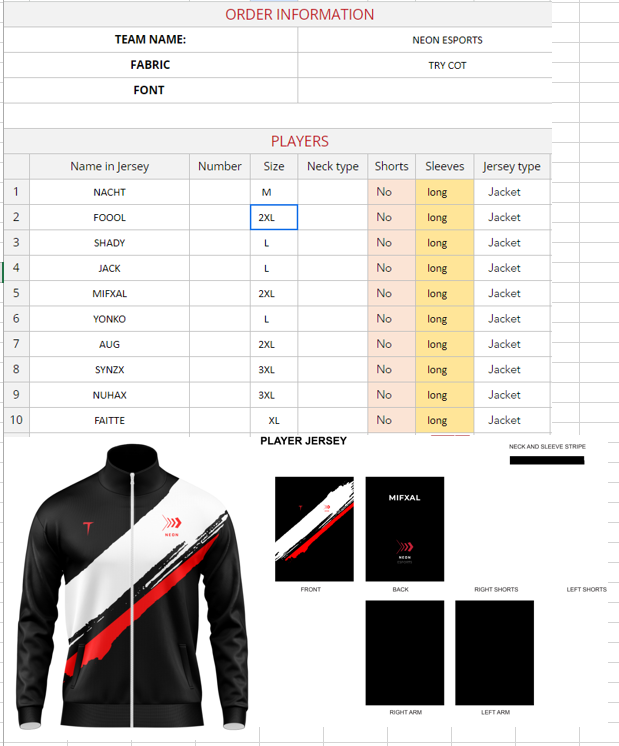 ORDER INFORMATION
TEAM NAME: NEON ESPORTS
FABRIC TRY COT
FONT
PLAYERS
Name in Jersey Number Size Neck type Shorts Sleeves Jersey type
1 NACHT M No long Jacket
2 FOOOL 2XL No long Jacket
3 SHADY L No long Jacket
4 JACK L No long Jacket
5 MIFXAL 2XL No long Jacket
6 YONKO L No long Jacket
7 AUG 2XL No long Jacket
8 SYNZX 3XL No long Jacket
9 NUHAX 3XL No long Jacket
10 FAITTE XL No long Jacket
PLAYER JERSEY
NECK AND SLEEVE STRIPE
NEON
MIFXAL
NEON
ESPORTS
FRONT BACK RIGHT SHORTS LEFT SHORTS
RIGHT ARM LEFT ARM